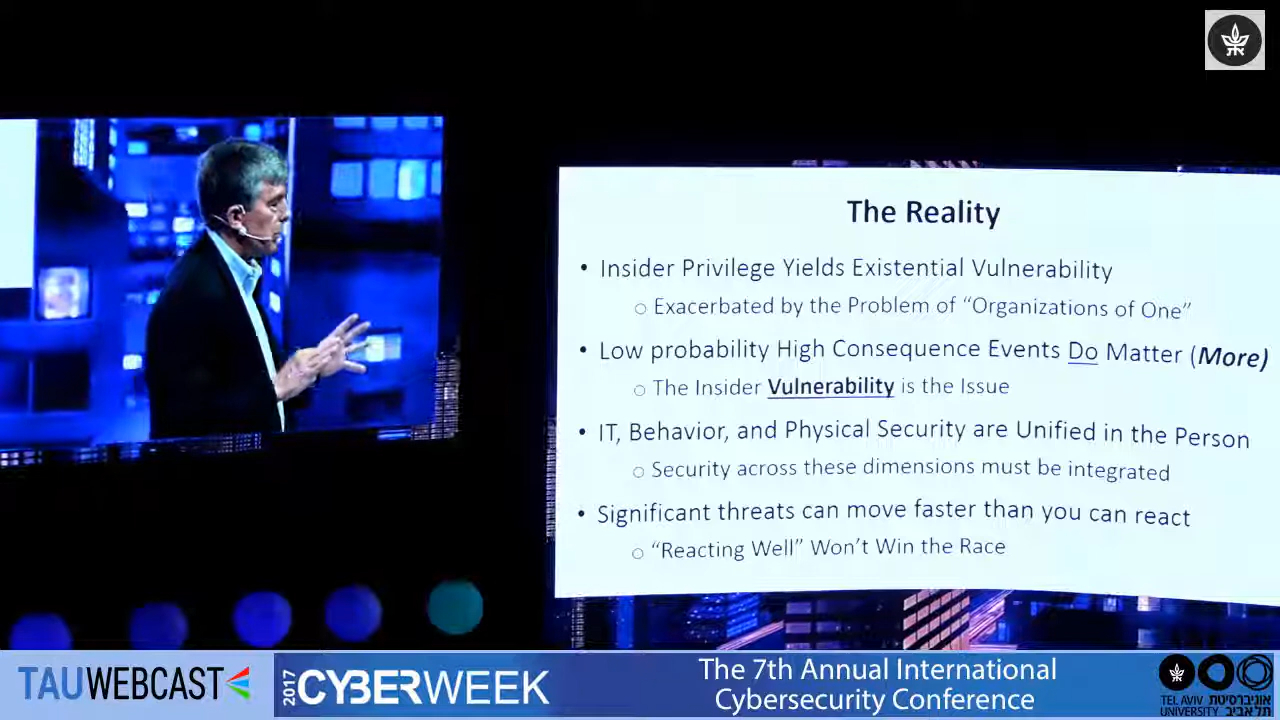 The Reality
• Insider Privilege Yields Existential Vulnerability
○ Exacerbated by the Problem of “Organizations of One”
• Low probability High Consequence Events Do Matter (More)
○ The Insider Vulnerability is the Issue
• IT, Behavior, and Physical Security are Unified in the Person
○ Security across these dimensions must be integrated
• Significant threats can move faster than you can react
○ “Reacting Well” Won’t Win the Race
TAUWEBCAST
2017 CYBERWEEK
The 7th Annual International
Cybersecurity Conference
TEL AVIV אוניברסיטת
UNIVERSITY תל אביב